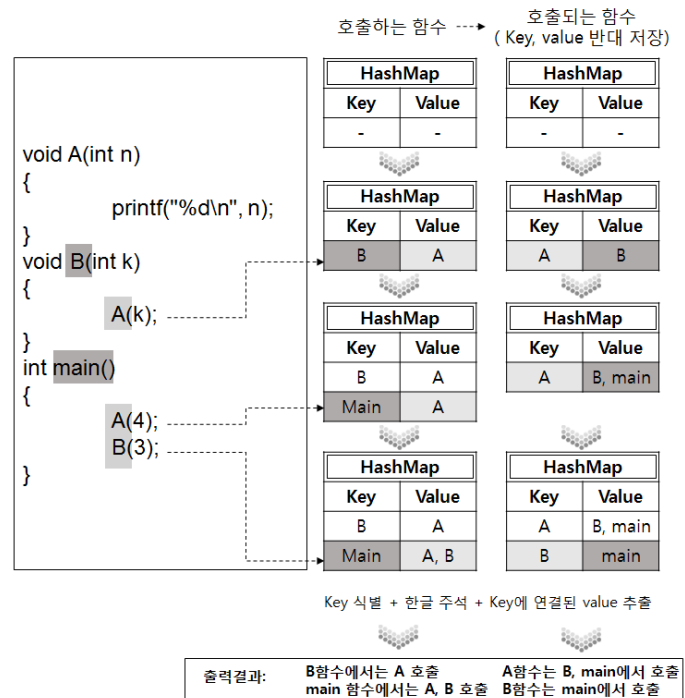 호출하는 함수
호출되는 함수
( Key, value 반대 저장)
void A(int n)
{
printf("%d\n", n);
}
void B(int k)
{
A(k);
}
int main()
{
A(4);
B(3);
}
HashMap
Key Value
- -
HashMap
Key Value
- -
HashMap
Key Value
B A
HashMap
Key Value
A B
HashMap
Key Value
B A
Main A
HashMap
Key Value
A B, main
HashMap
Key Value
B A
Main A, B
HashMap
Key Value
A B, main
B main
Key 식별 + 한글 주석 + Key에 연결된 value 추출
출력결과:
B함수에서는 A 호출
main 함수에서는 A, B 호출
A함수는 B, main에서 호출
B함수는 main에서 호출